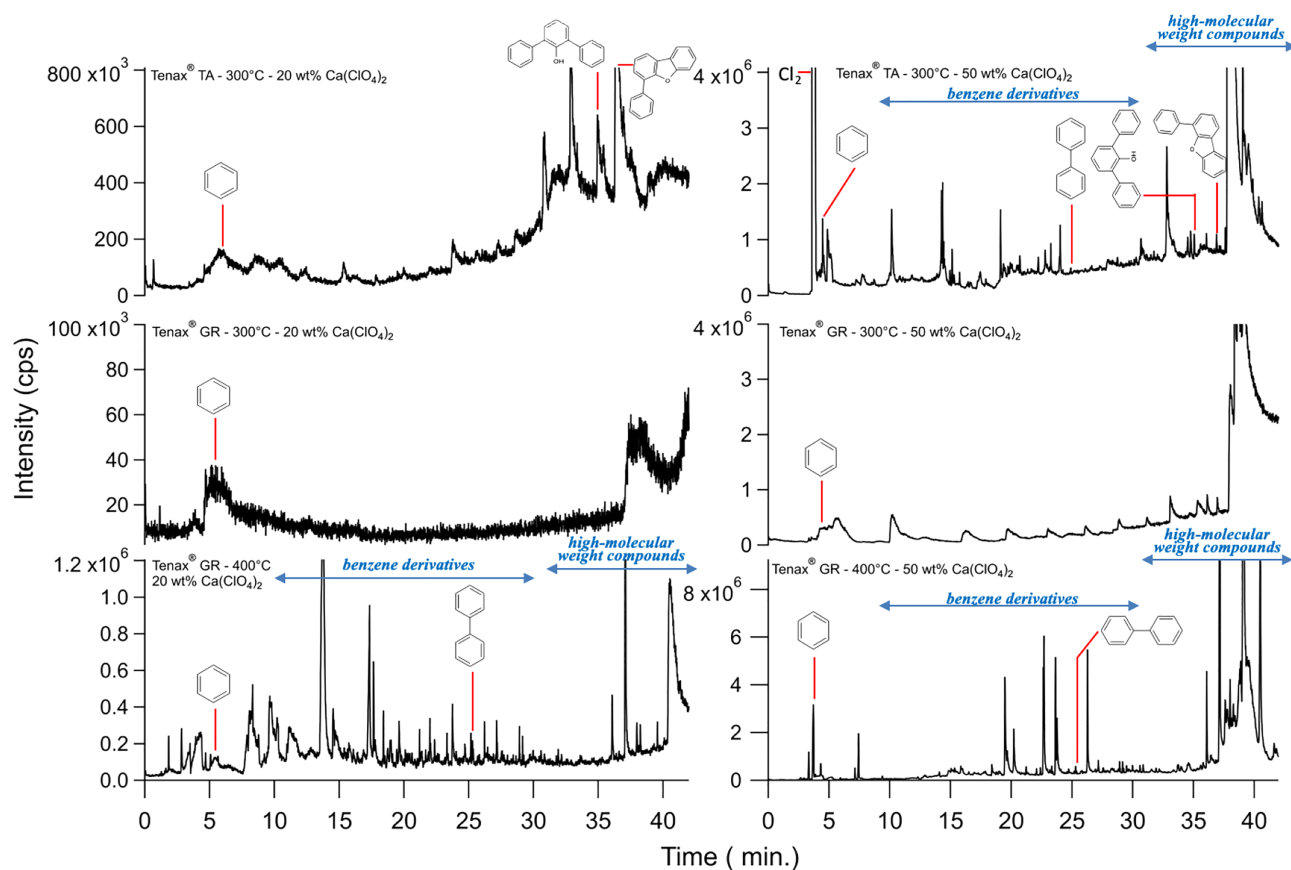 Intensity (cps)
800 x10³
600
400
200
0
Tenax® TA - 300°C - 20 wt% Ca(ClO₄)₂
OH
O
high-molecular
weight compounds
4 x10⁶
3
2
1
0
Cl₂
Tenax® TA - 300°C - 50 wt% Ca(ClO₄)₂
benzene derivatives
OH
O
100 x10³
80
60
40
20
Tenax® GR - 300°C - 20 wt% Ca(ClO₄)₂
4 x10⁶
3
2
1
0
Tenax® GR - 300°C - 50 wt% Ca(ClO₄)₂
1.2 x10⁶
1.0
0.8
0.6
0.4
0.2
0.0
Tenax® GR - 400°C
20 wt% Ca(ClO₄)₂
benzene derivatives
high-molecular
weight compounds
0 5 10 15 20 25 30 35 40
8 x10⁶
6
4
2
0
Tenax® GR - 400°C - 50 wt% Ca(ClO₄)₂
benzene derivatives
high-molecular
weight compounds
0 5 10 15 20 25 30 35 40
Time ( min.)